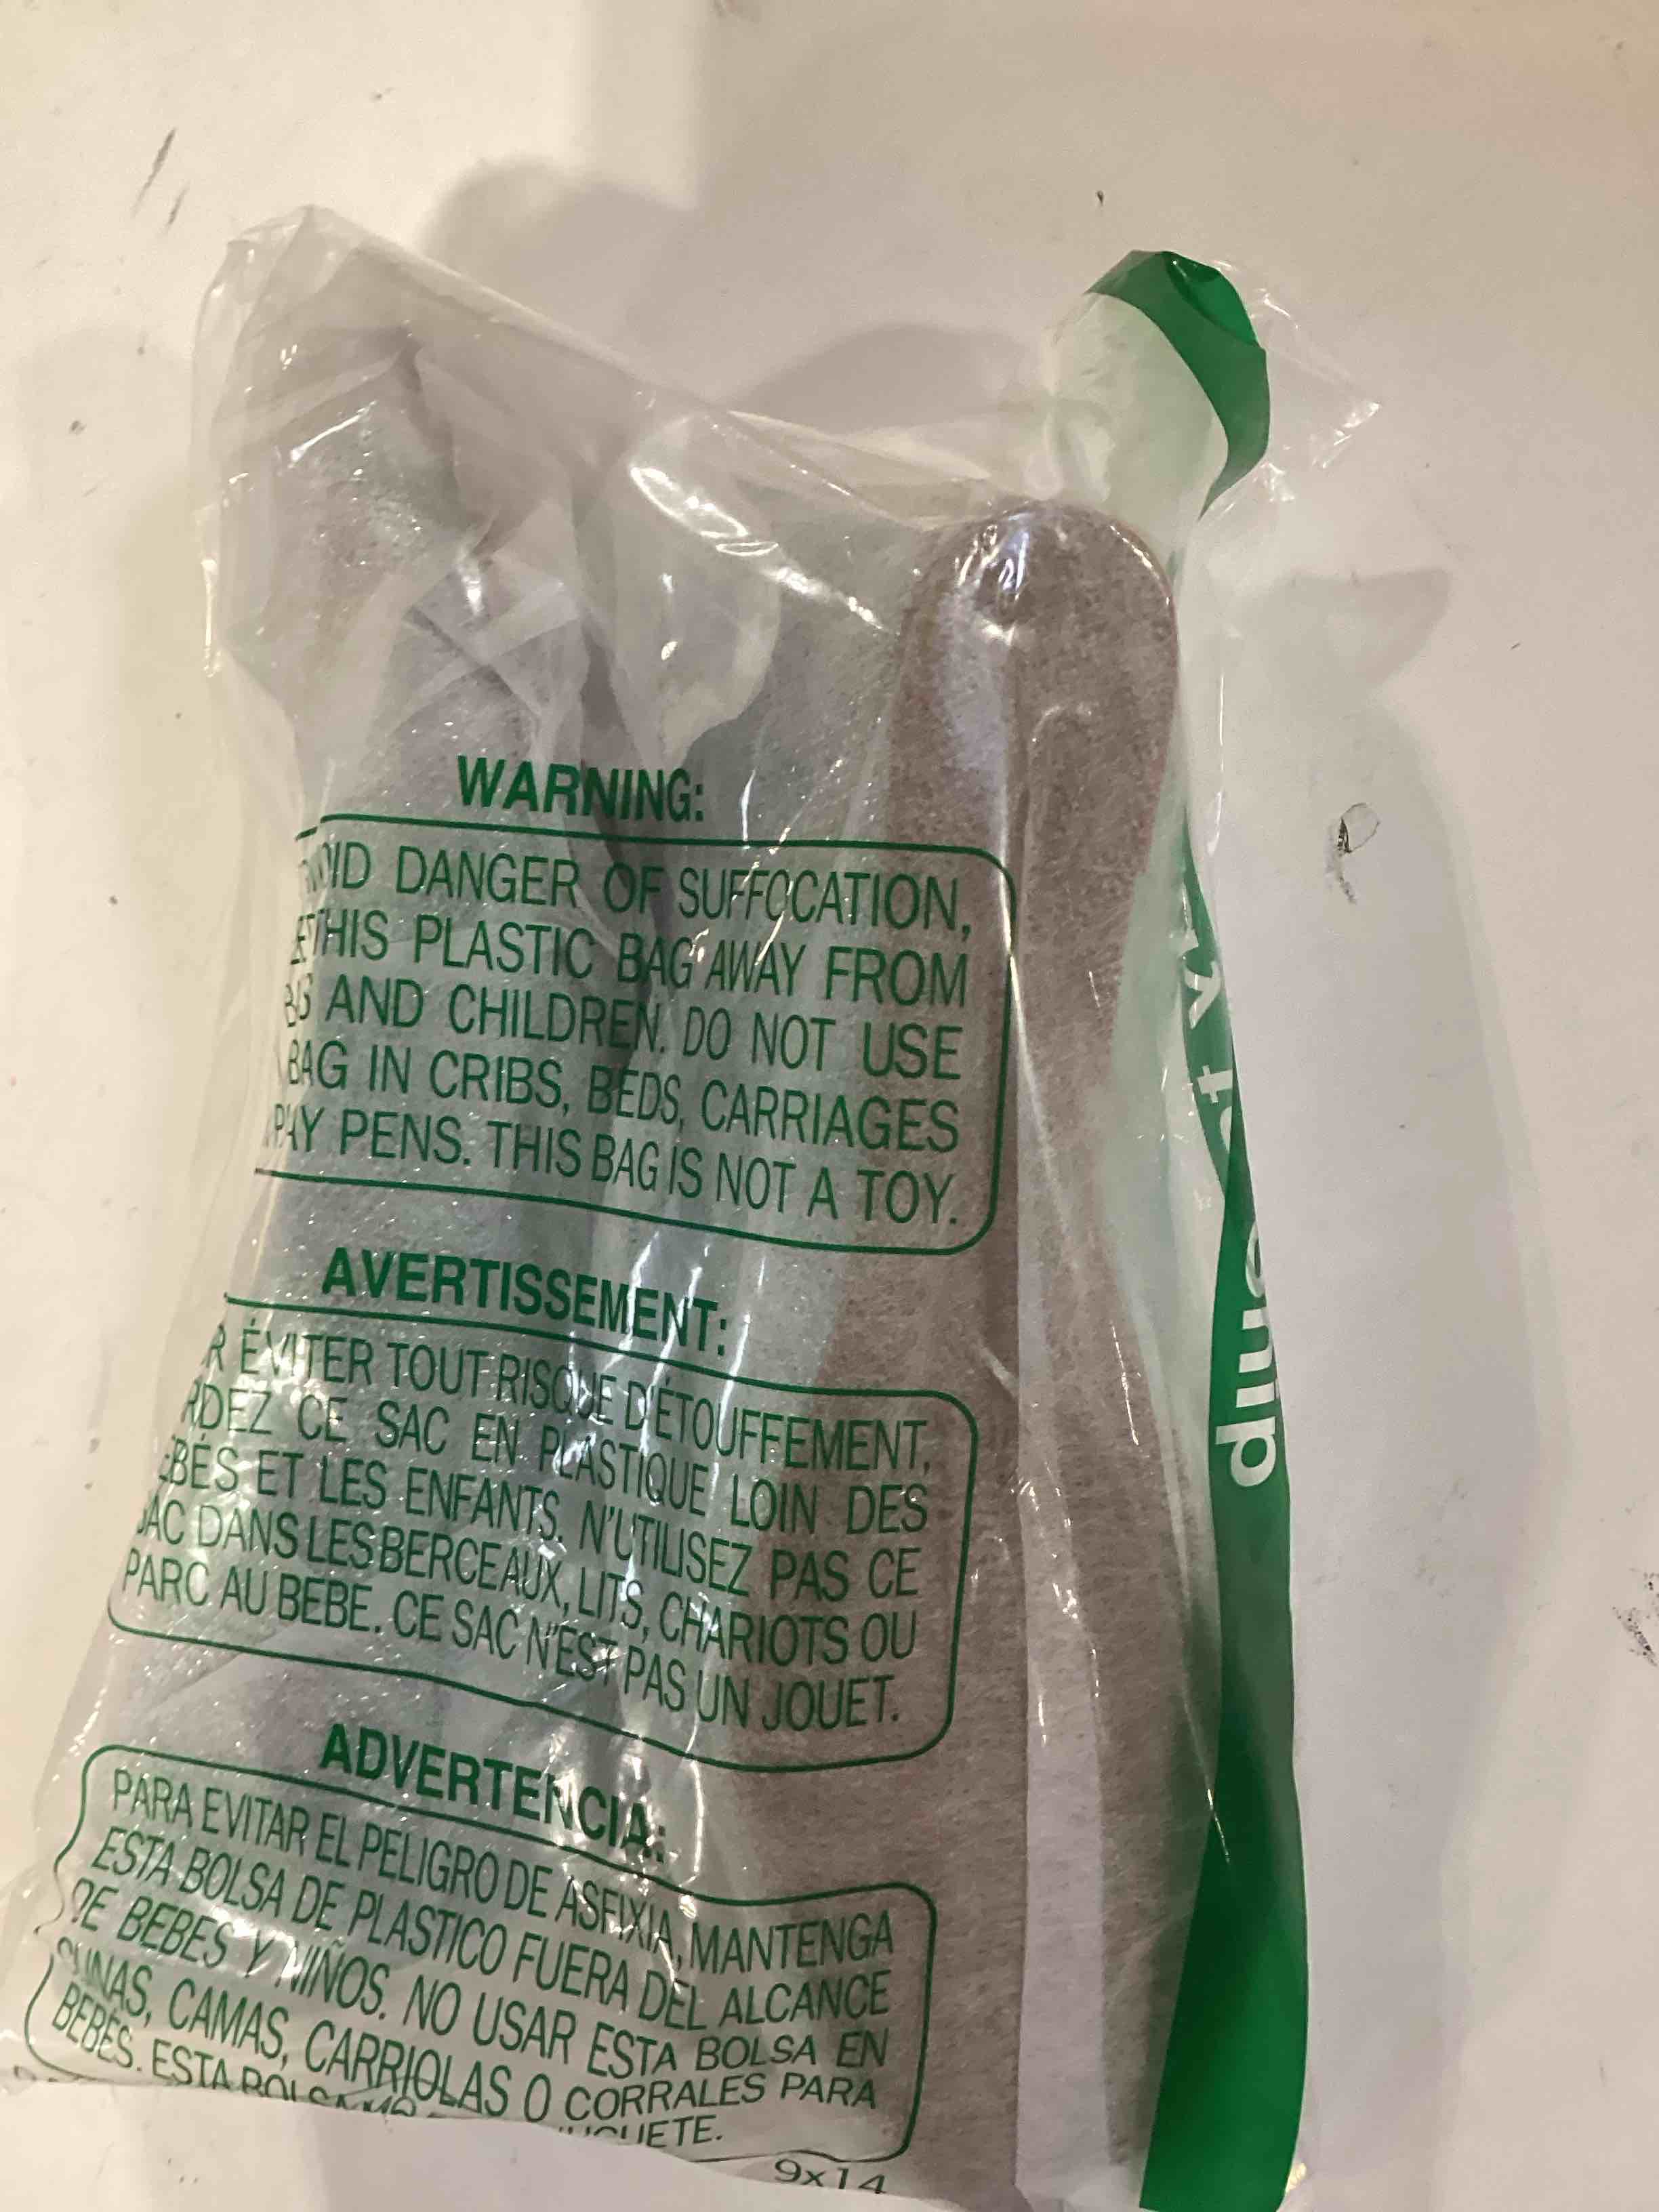 WARNING:
DANGER OF SUFFOCATION,
THIS PLASTIC BAG AWAY FROM
AND CHILDREN. DO NOT USE
BAG IN CRIBS, BEDS, CARRIAGES
PENS. THIS BAG IS NOT A TOY.
AVERTISSEMENT:
ÉVITER TOUT RISQUE D'ÉTOUFFEMENT,
CE SAC EN PLASTIQUE LOIN DES
ET LES ENFANTS. N'UTILISEZ PAS CE
SAC DANS LES BERCEAUX, LITS, CHARIOTS OU
PARC AU BEBE. CE SAC N'EST PAS UN JOUET.
ADVERTENCIA:
PARA EVITAR EL PELIGRO DE ASFIXIA, MANTENGA
ESTA BOLSA DE PLASTICO FUERA DEL ALCANCE
DE BEBES Y NIÑOS. NO USAR ESTA BOLSA EN
CUNAS, CAMAS, CARRIOLAS O CORRALES PARA
BEBÉS. ESTA
9x14